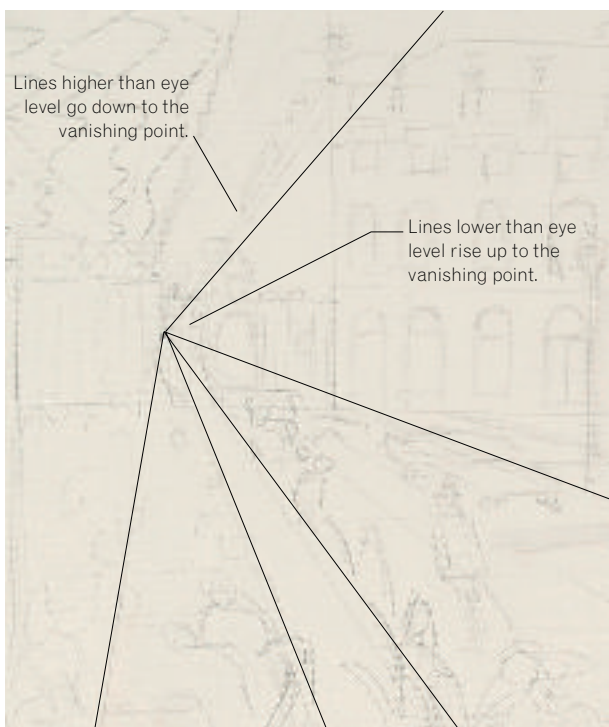 Lines higher than eye
level go down to the
vanishing point.
Lines lower than eye
level rise up to the
vanishing point.